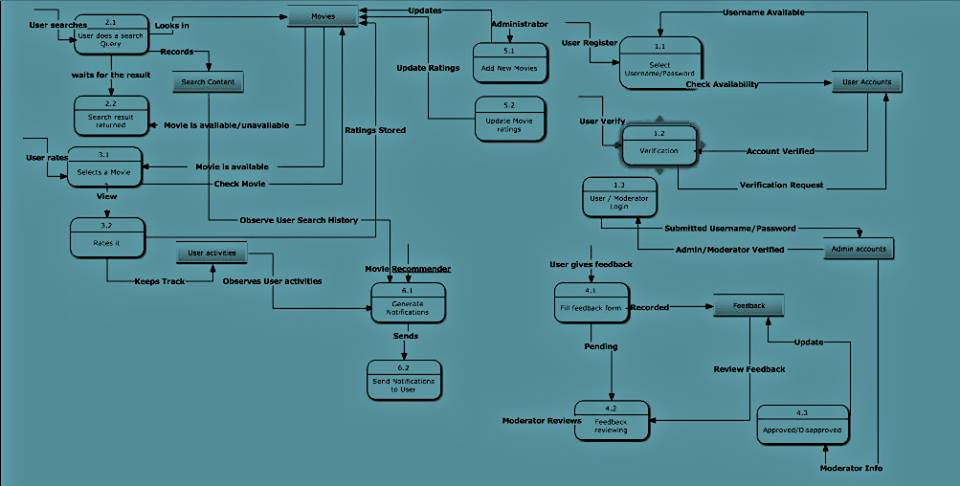 Updates
Username Available
Movies
User searches
2.1
User does a search
Query
Looks in
Administrator
User Register
1.1
Select
Username/Password
Records
5.1
Add New Movies
Update Ratings
waits for the result
Search Content
Check Availability
User Accounts
2.2
Search result
returned
Movie is available/unavailable
Ratings Stored
5.2
Update Movie
ratings
User Verify
1.2
Verification
Account Verified
User rates
3.1
Selects a Movie
Movie is available
Check Movie
Verification Request
View
1.3
User / Moderator
Login
3.2
Rates it
Observe User Search History
Submitted Username/Password
Admin/Moderator Verified
Admin accounts
User activities
Keeps Track
Observes User activities
Movie Recommender
User gives feedback
6.1
Generate
Notifications
4.1
Fill feedback form
Recorded
Feedback
Sends
Pending
Update
6.2
Send Notifications
to User
Review Feedback
Moderator Reviews
4.2
Feedback
reviewing
4.3
Approved/Disapproved
Moderator Info